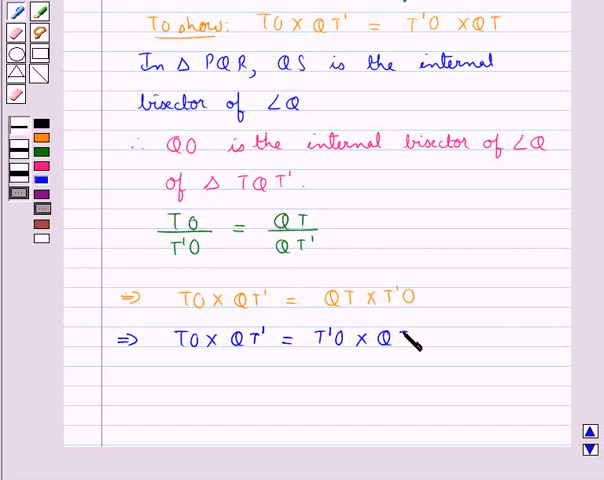 To show: TO × QT' = T'O × QT
In Δ PQR, QS is the internal
bisector of ∠Q
∴ QO is the internal bisector of ∠Q
of Δ TQT'.
TO/T'O = QT/QT'
⇒ TO × QT' = QT × T'O
⇒ TO × QT' = T'O × Q